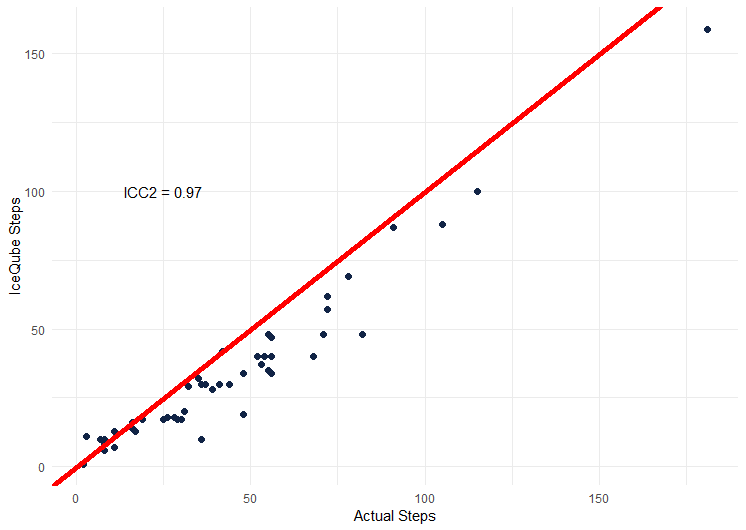 150
100
50
0
IceQube Steps
ICC2 = 0.97
0 50 100 150
Actual Steps